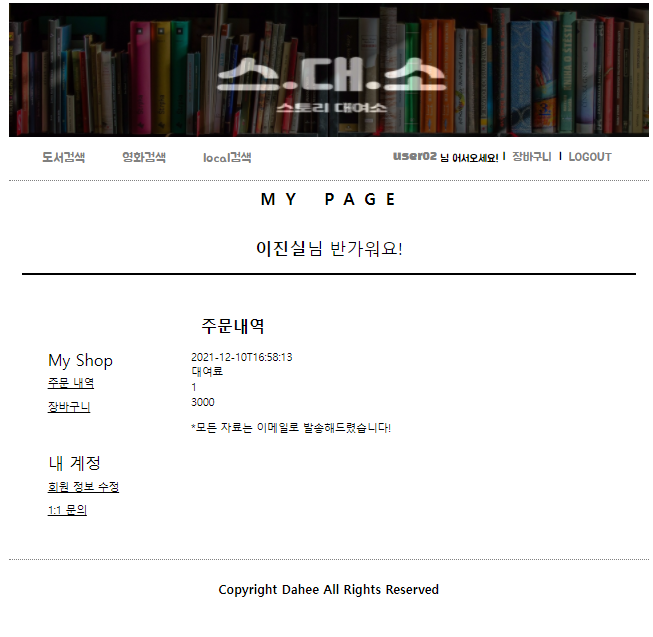 스.대.소
스토리 대여소
도서검색 영화검색 local검색 user02 님 어서오세요! | 장바구니 | LOGOUT
MY PAGE
이진실님 반가워요!
주문내역
My Shop
주문 내역
장바구니
2021-12-10T16:58:13
대여료
1
3000
*모든 자료는 이메일로 발송해드렸습니다!
내 계정
회원 정보 수정
1:1 문의
Copyright Dahee All Rights Reserved